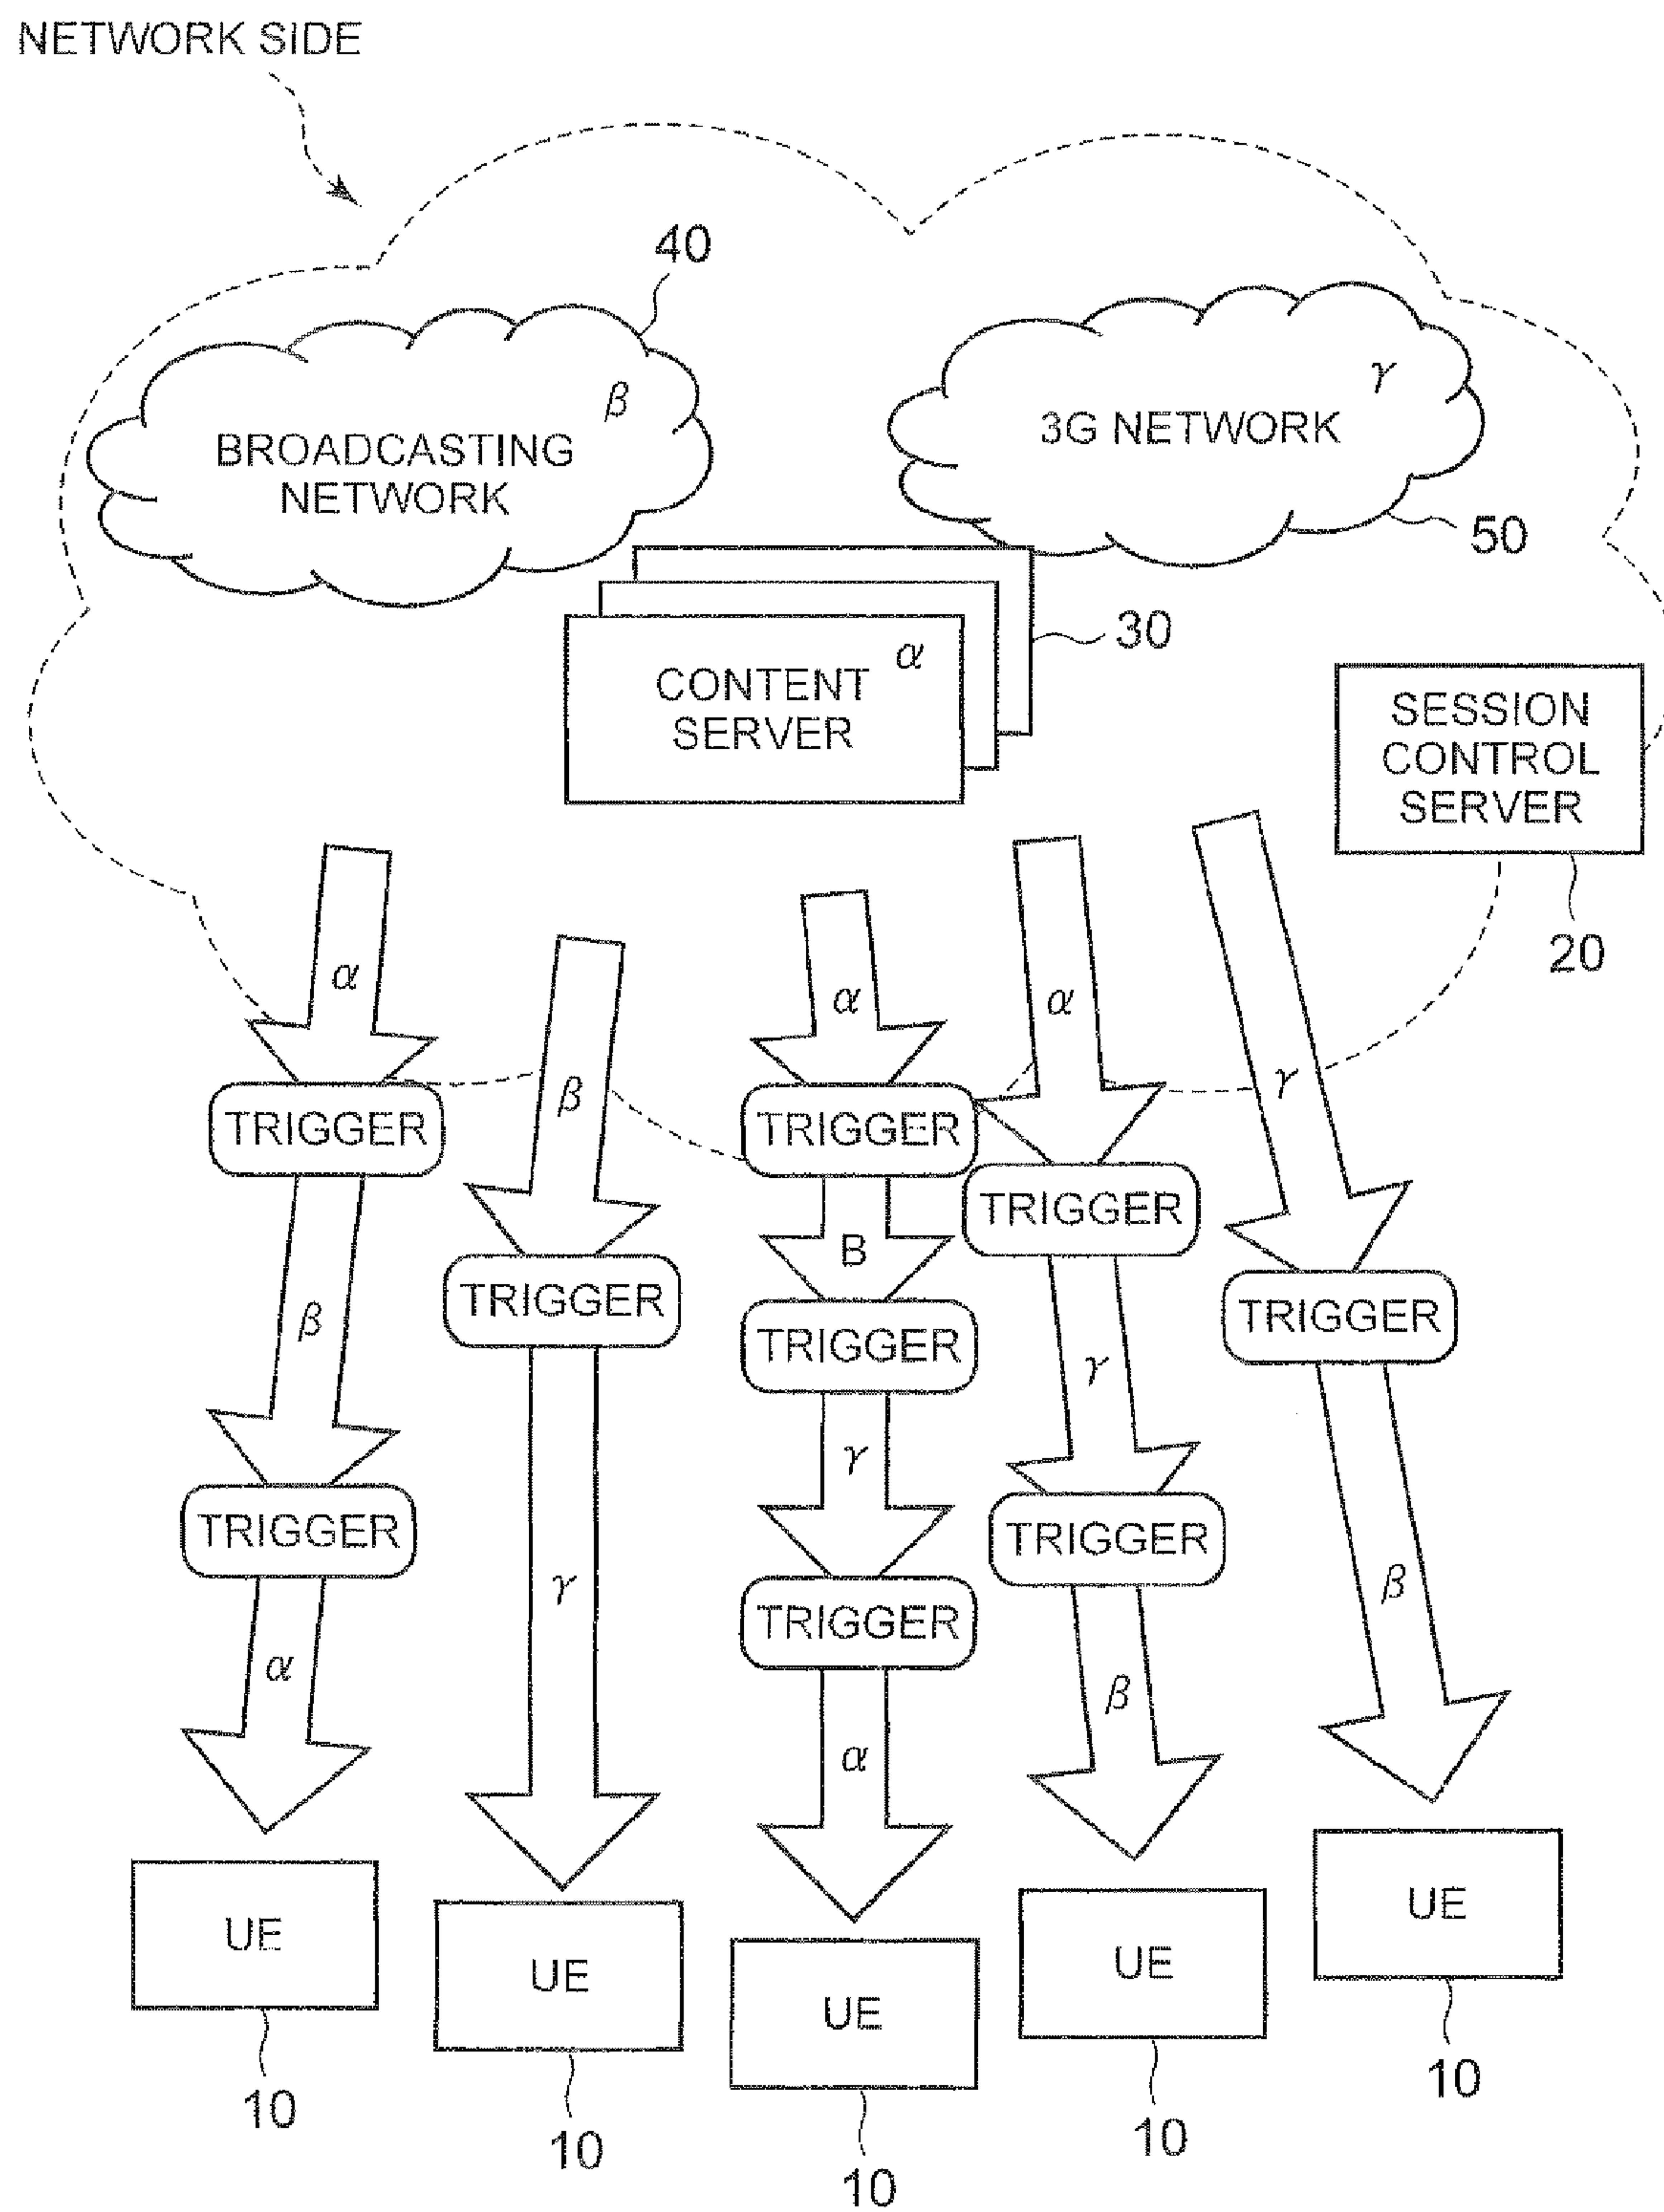 NETWORK SIDE
40
β
BROADCASTING
NETWORK
γ
3G NETWORK
50
30
α
CONTENT
SERVER
SESSION
CONTROL
SERVER
20
α
β
α
α
γ
TRIGGER
TRIGGER
TRIGGER
TRIGGER
TRIGGER
B
β
TRIGGER
γ
β
γ
TRIGGER
TRIGGER
γ
TRIGGER
α
β
α
UE
UE
UE
UE
UE
10
10
10
10
10